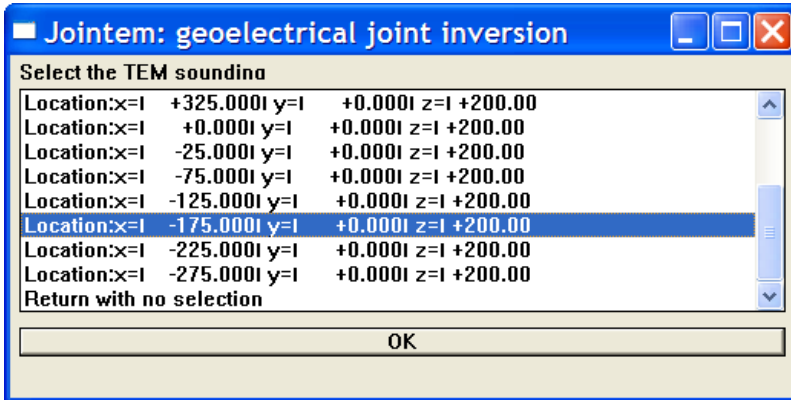 Jointem: geoelectrical joint inversion
Select the TEM sounding
Location:x=I +325.000I y=I +0.000I z=I +200.00
Location:x=I +0.000I y=I +0.000I z=I +200.00
Location:x=I -25.000I y=I +0.000I z=I +200.00
Location:x=I -75.000I y=I +0.000I z=I +200.00
Location:x=I -125.000I y=I +0.000I z=I +200.00
Location:x=I -175.000I y=I +0.000I z=I +200.00
Location:x=I -225.000I y=I +0.000I z=I +200.00
Location:x=I -275.000I y=I +0.000I z=I +200.00
Return with no selection
OK